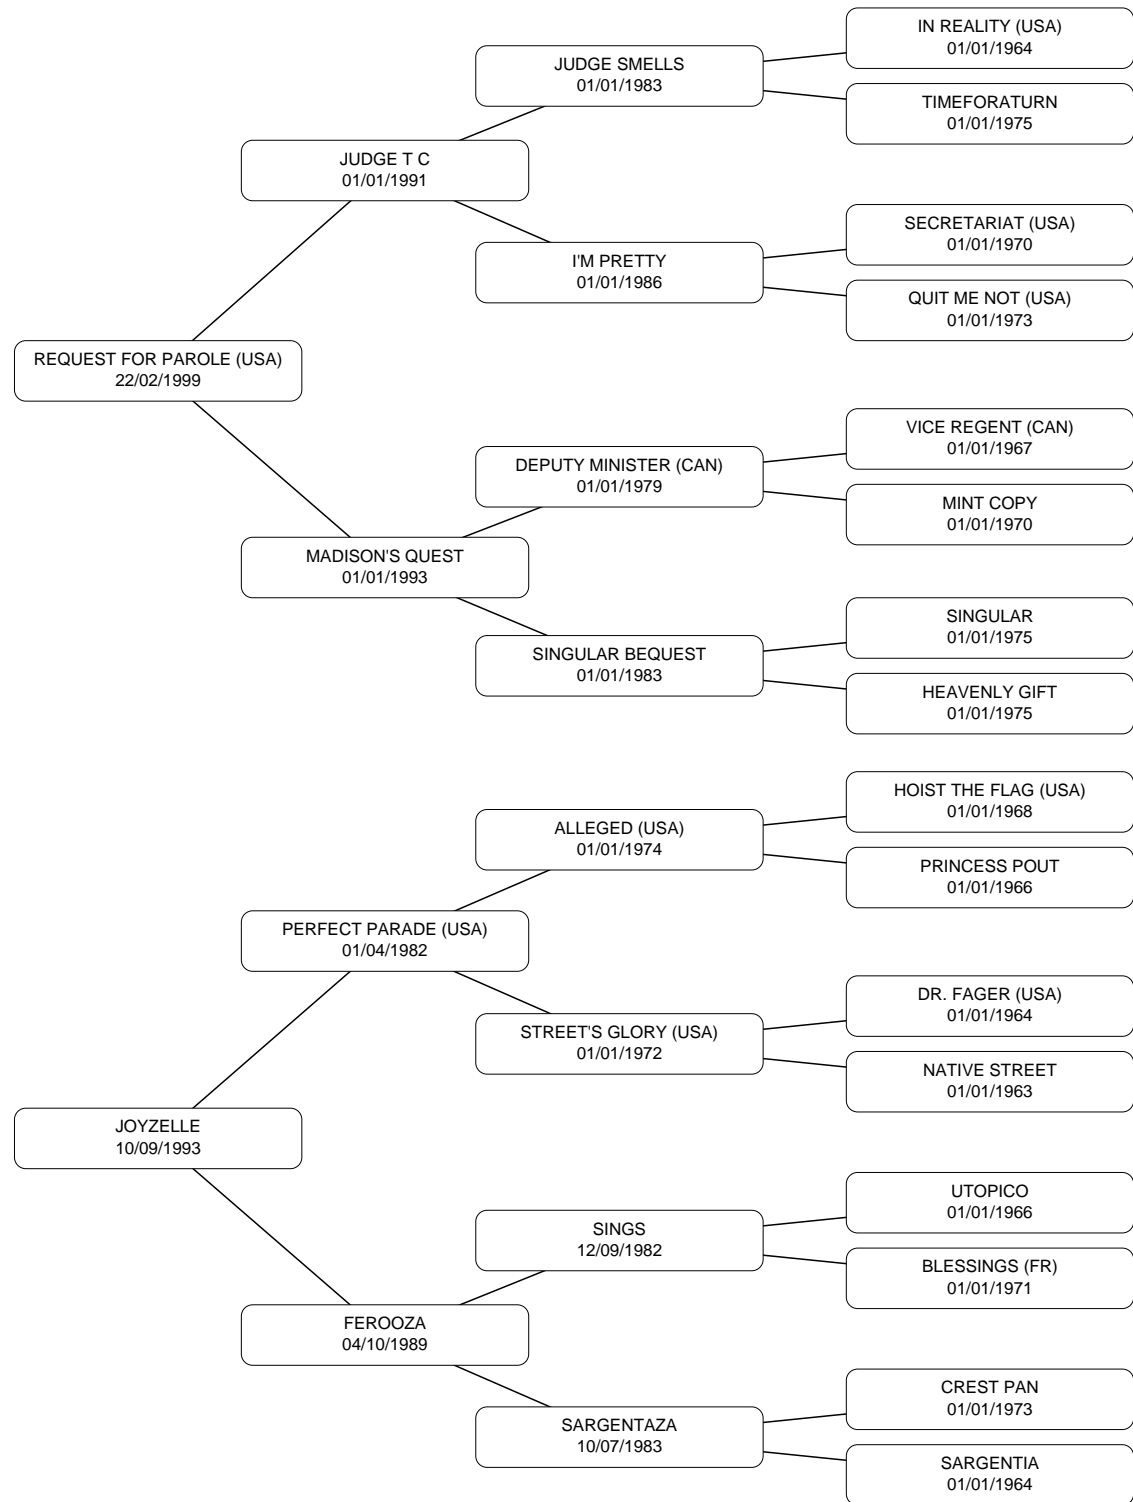 IN REALITY (USA)
01/01/1964
JUDGE SMELLS
01/01/1983
TIMEFORATURN
01/01/1975
JUDGE T C
01/01/1991
SECRETARIAT (USA)
01/01/1970
I'M PRETTY
01/01/1986
QUIT ME NOT (USA)
01/01/1973
REQUEST FOR PAROLE (USA)
22/02/1999
VICE REGENT (CAN)
01/01/1967
DEPUTY MINISTER (CAN)
01/01/1979
MINT COPY
01/01/1970
MADISON'S QUEST
01/01/1993
SINGULAR
01/01/1975
SINGULAR BEQUEST
01/01/1983
HEAVENLY GIFT
01/01/1975
HOIST THE FLAG (USA)
01/01/1968
ALLEGED (USA)
01/01/1974
PRINCESS POUT
01/01/1966
PERFECT PARADE (USA)
01/04/1982
DR. FAGER (USA)
01/01/1964
STREET'S GLORY (USA)
01/01/1972
NATIVE STREET
01/01/1963
JOYZELLE
10/09/1993
UTOPICO
01/01/1966
SINGS
12/09/1982
BLESSINGS (FR)
01/01/1971
FEROOZA
04/10/1989
CREST PAN
01/01/1973
SARGENTAZA
10/07/1983
SARGENTIA
01/01/1964